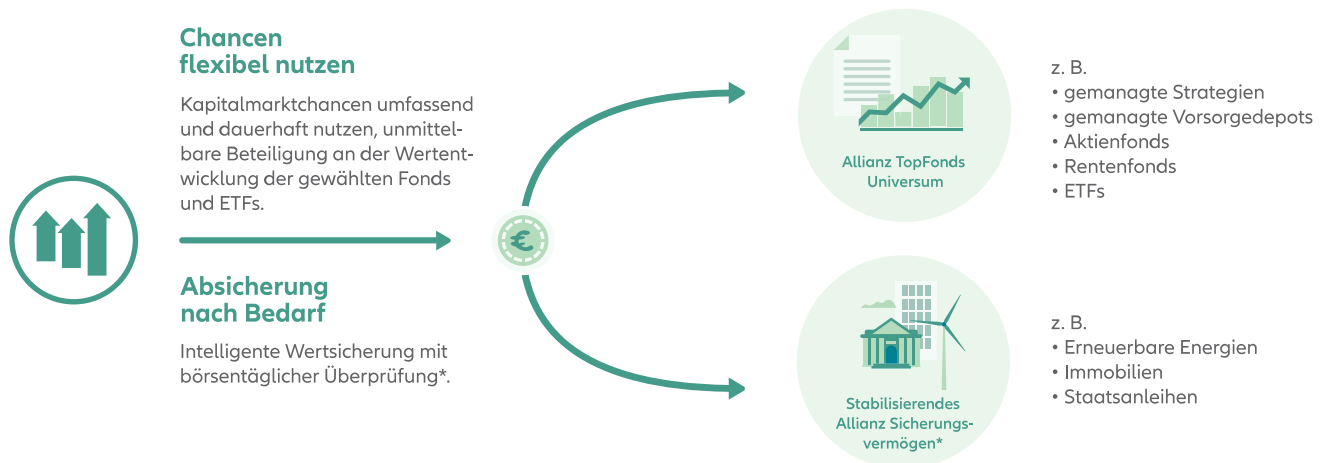 Chancen
flexibel nutzen
Kapitalmarktchancen umfassend
und dauerhaft nutzen, unmittel-
bare Beteiligung an der Wertent-
wicklung der gewählten Fonds
und ETFs.
Absicherung
nach Bedarf
Intelligente Wertsicherung mit
börsentäglicher Überprüfung*.
€
Allianz TopFonds
Universum
z. B.
• gemanagte Strategien
• gemanagte Vorsorgedepots
• Aktienfonds
• Rentenfonds
• ETFs
Stabilisierendes
Allianz Sicherungs-
vermögen*
z. B.
• Erneuerbare Energien
• Immobilien
• Staatsanleihen